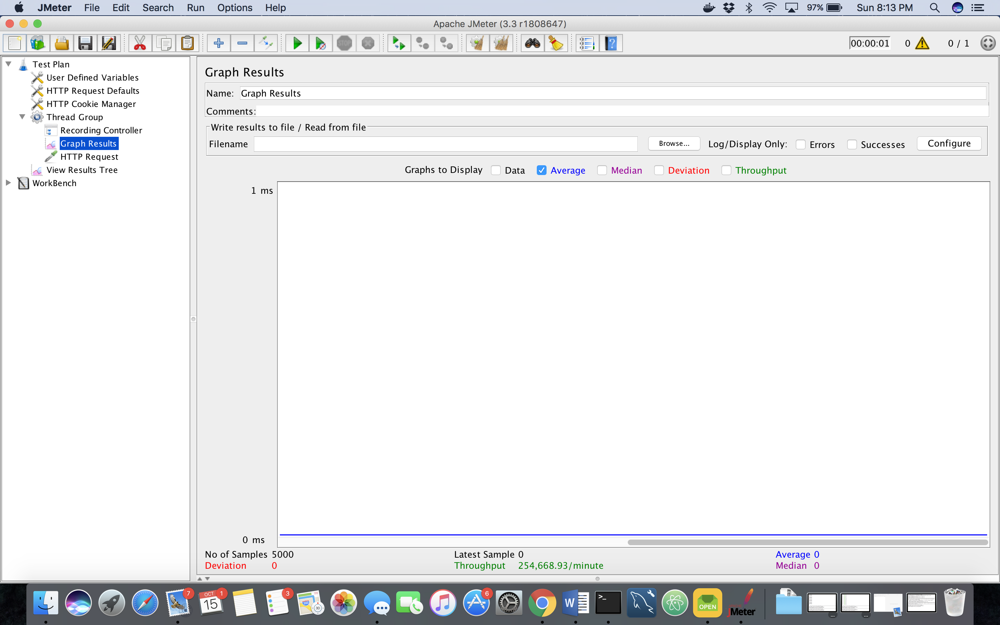 JMeter File Edit Search Run Options Help 97% Sun 8:13 PM
Apache JMeter (3.3 r1808647)
STOP ? 00:00:01 0 0 / 1
Test Plan
User Defined Variables
HTTP Request Defaults
HTTP Cookie Manager
Thread Group
Recording Controller
Graph Results
HTTP Request
View Results Tree
WorkBench
Graph Results
Name: Graph Results
Comments:
Write results to file / Read from file
Filename Browse... Log/Display Only: Errors Successes Configure
Graphs to Display Data Average Median Deviation Throughput
1 ms
0 ms
No of Samples 5000 Latest Sample 0 Average 0
Deviation 0 Throughput 254,668.93/minute Median 0
7 OCT 15 1 3 280 3D 6 W >_ OPEN JMeter